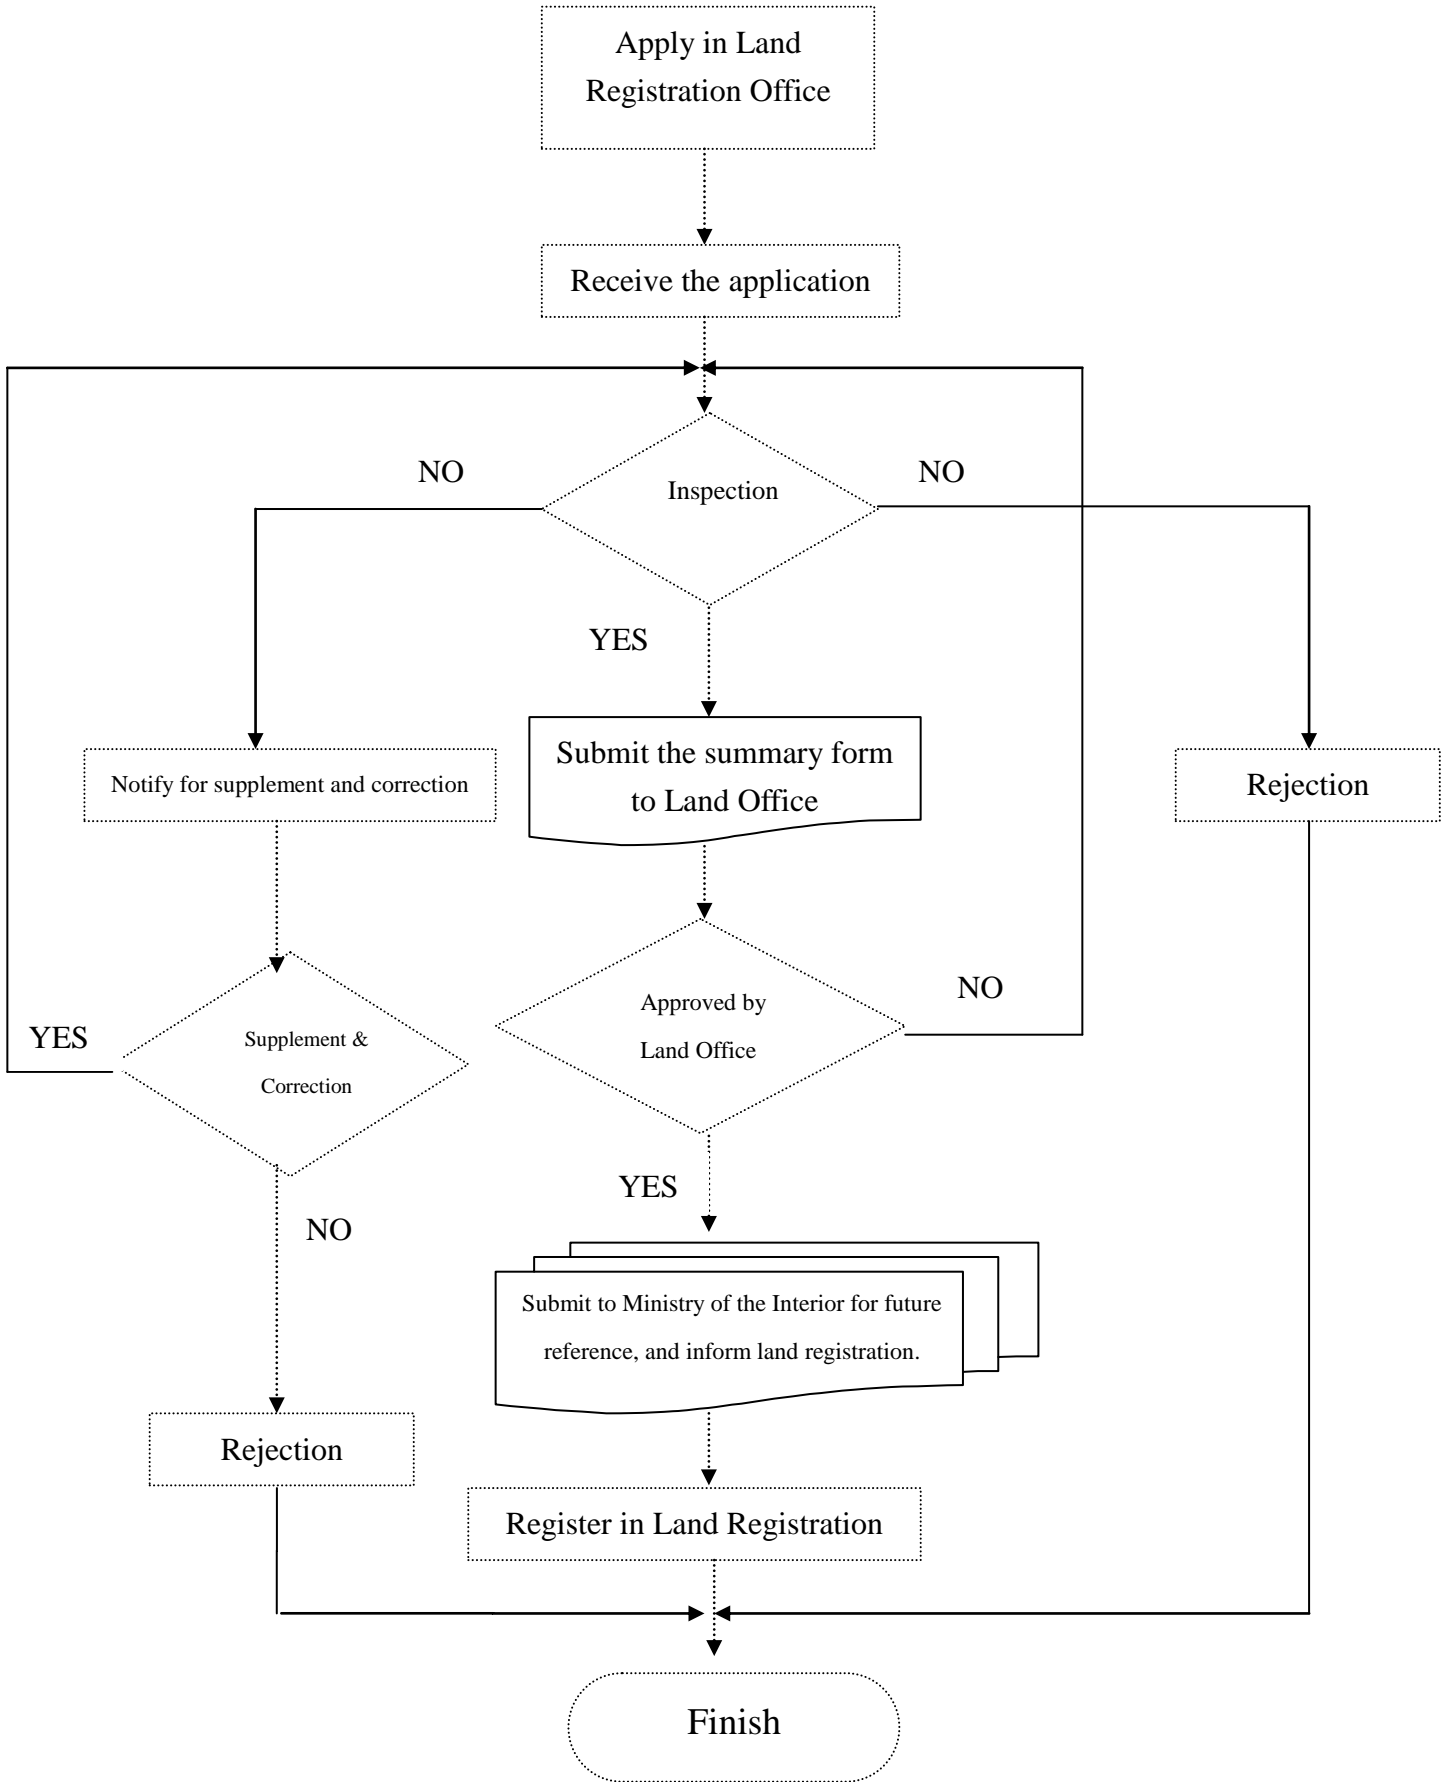 Apply in Land
Registration Office
Receive the application
NO
NO
Inspection
YES
Submit the summary form
to Land Office
Notify for supplement and correction
Rejection
Approved by
Land Office
NO
YES
Supplement &
Correction
YES
NO
Submit to Ministry of the Interior for future
reference, and inform land registration.
Rejection
Register in Land Registration
Finish